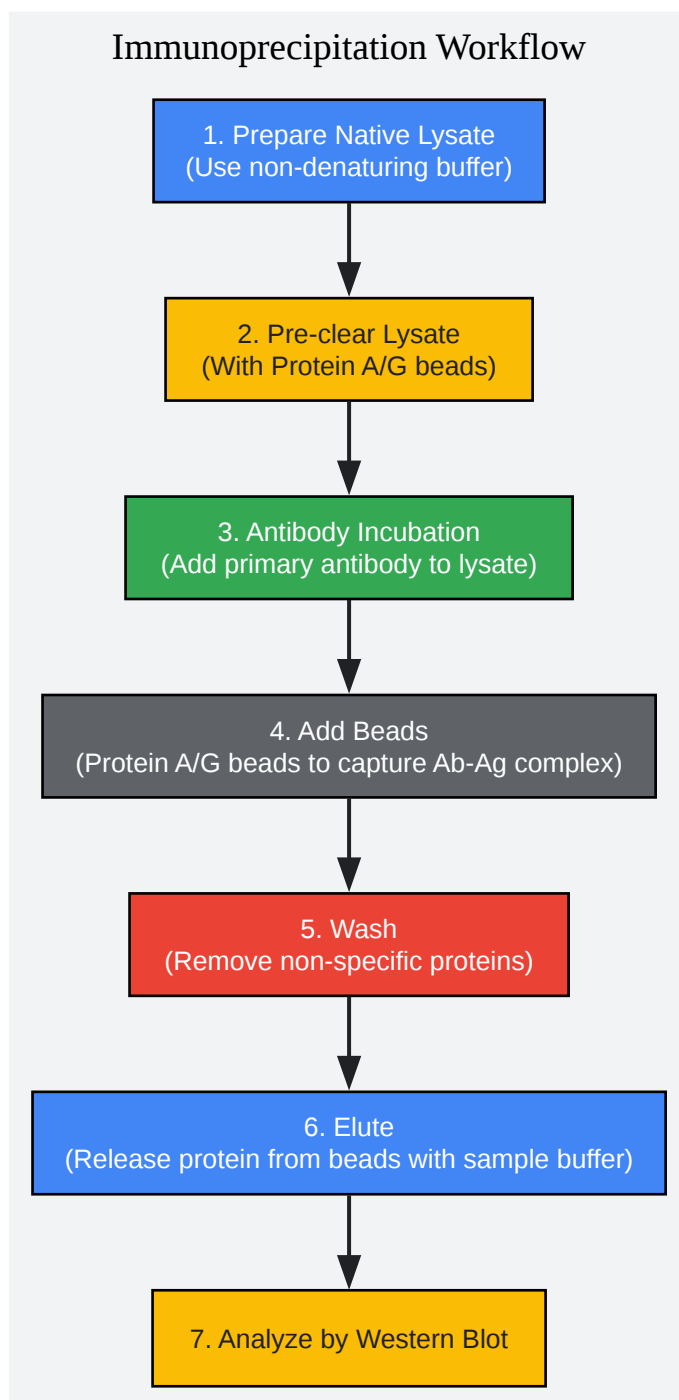 Immunoprecipitation Workflow
1. Prepare Native Lysate
(Use non-denaturing buffer)
2. Pre-clear Lysate
(With Protein A/G beads)
3. Antibody Incubation
(Add primary antibody to lysate)
4. Add Beads
(Protein A/G beads to capture Ab-Ag complex)
5. Wash
(Remove non-specific proteins)
6. Elute
(Release protein from beads with sample buffer)
7. Analyze by Western Blot